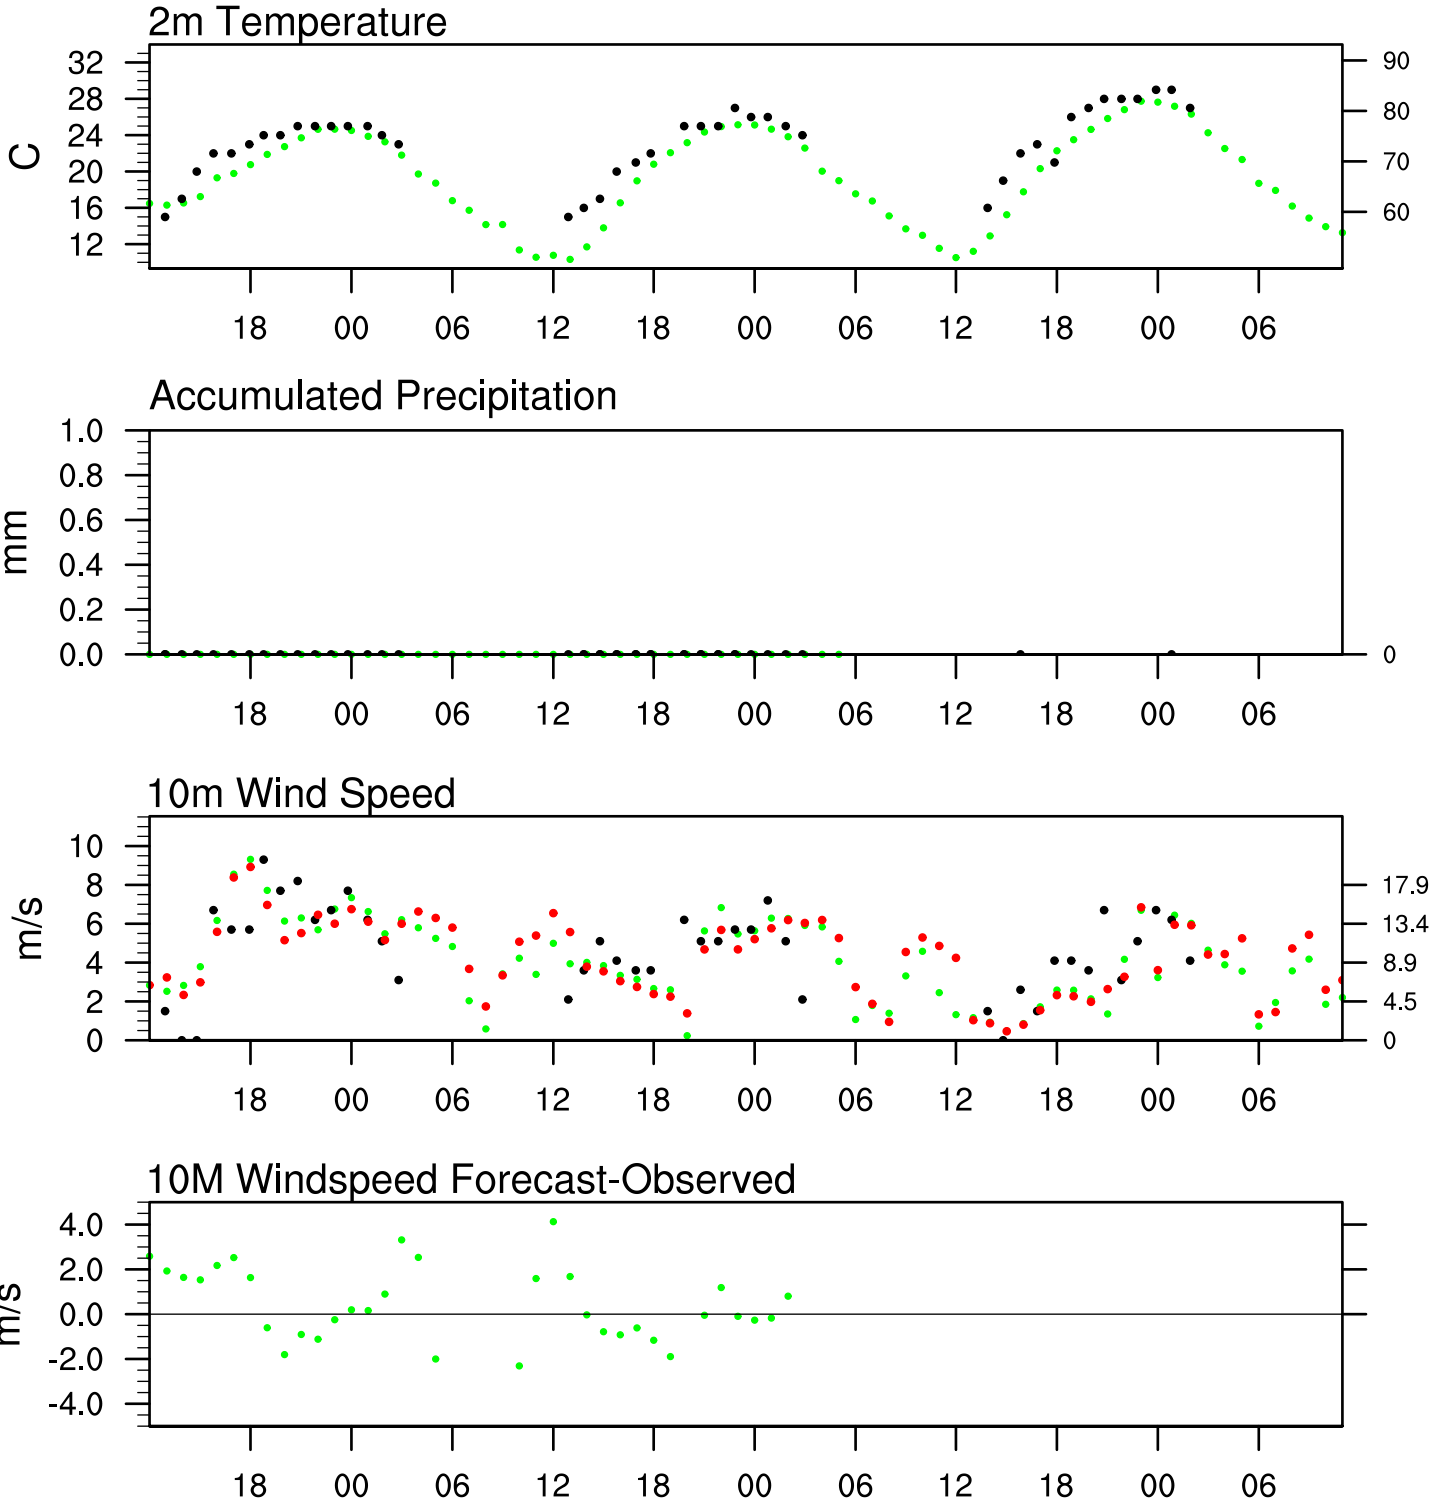 2m Temperature
32
28
24
20
16
12
C
90
80
70
60
18 00 06 12 18 00 06 12 18 00 06
Accumulated Precipitation
1.0
0.8
0.6
0.4
0.2
0.0
mm
0
18 00 06 12 18 00 06 12 18 00 06
10m Wind Speed
10
8
6
4
2
0
m/s
17.9
13.4
8.9
4.5
0
18 00 06 12 18 00 06 12 18 00 06
10M Windspeed Forecast-Observed
4.0
2.0
0.0
-2.0
-4.0
m/s
18 00 06 12 18 00 06 12 18 00 06